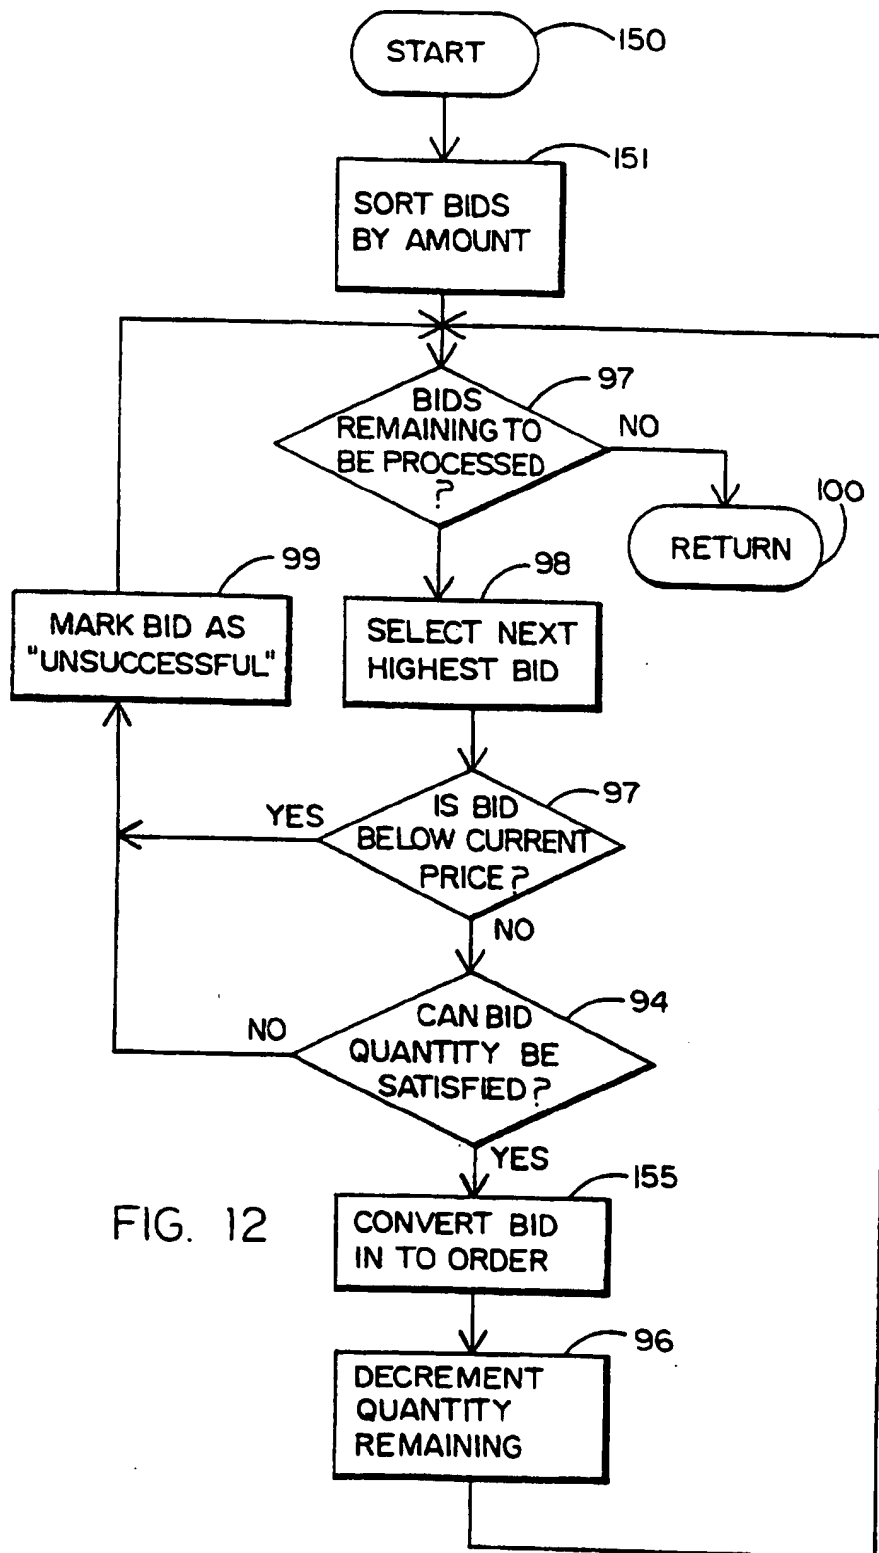 START
150
151
SORT BIDS
BY AMOUNT
97
BIDS
REMAINING TO
BE PROCESSED
?
NO
100
RETURN
99
MARK BID AS
"UNSUCCESSFUL"
98
SELECT NEXT
HIGHEST BID
97
IS BID
BELOW CURRENT
PRICE?
YES
NO
94
CAN BID
QUANTITY BE
SATISFIED?
NO
YES
155
CONVERT BID
IN TO ORDER
FIG. 12
96
DECREMENT
QUANTITY
REMAINING